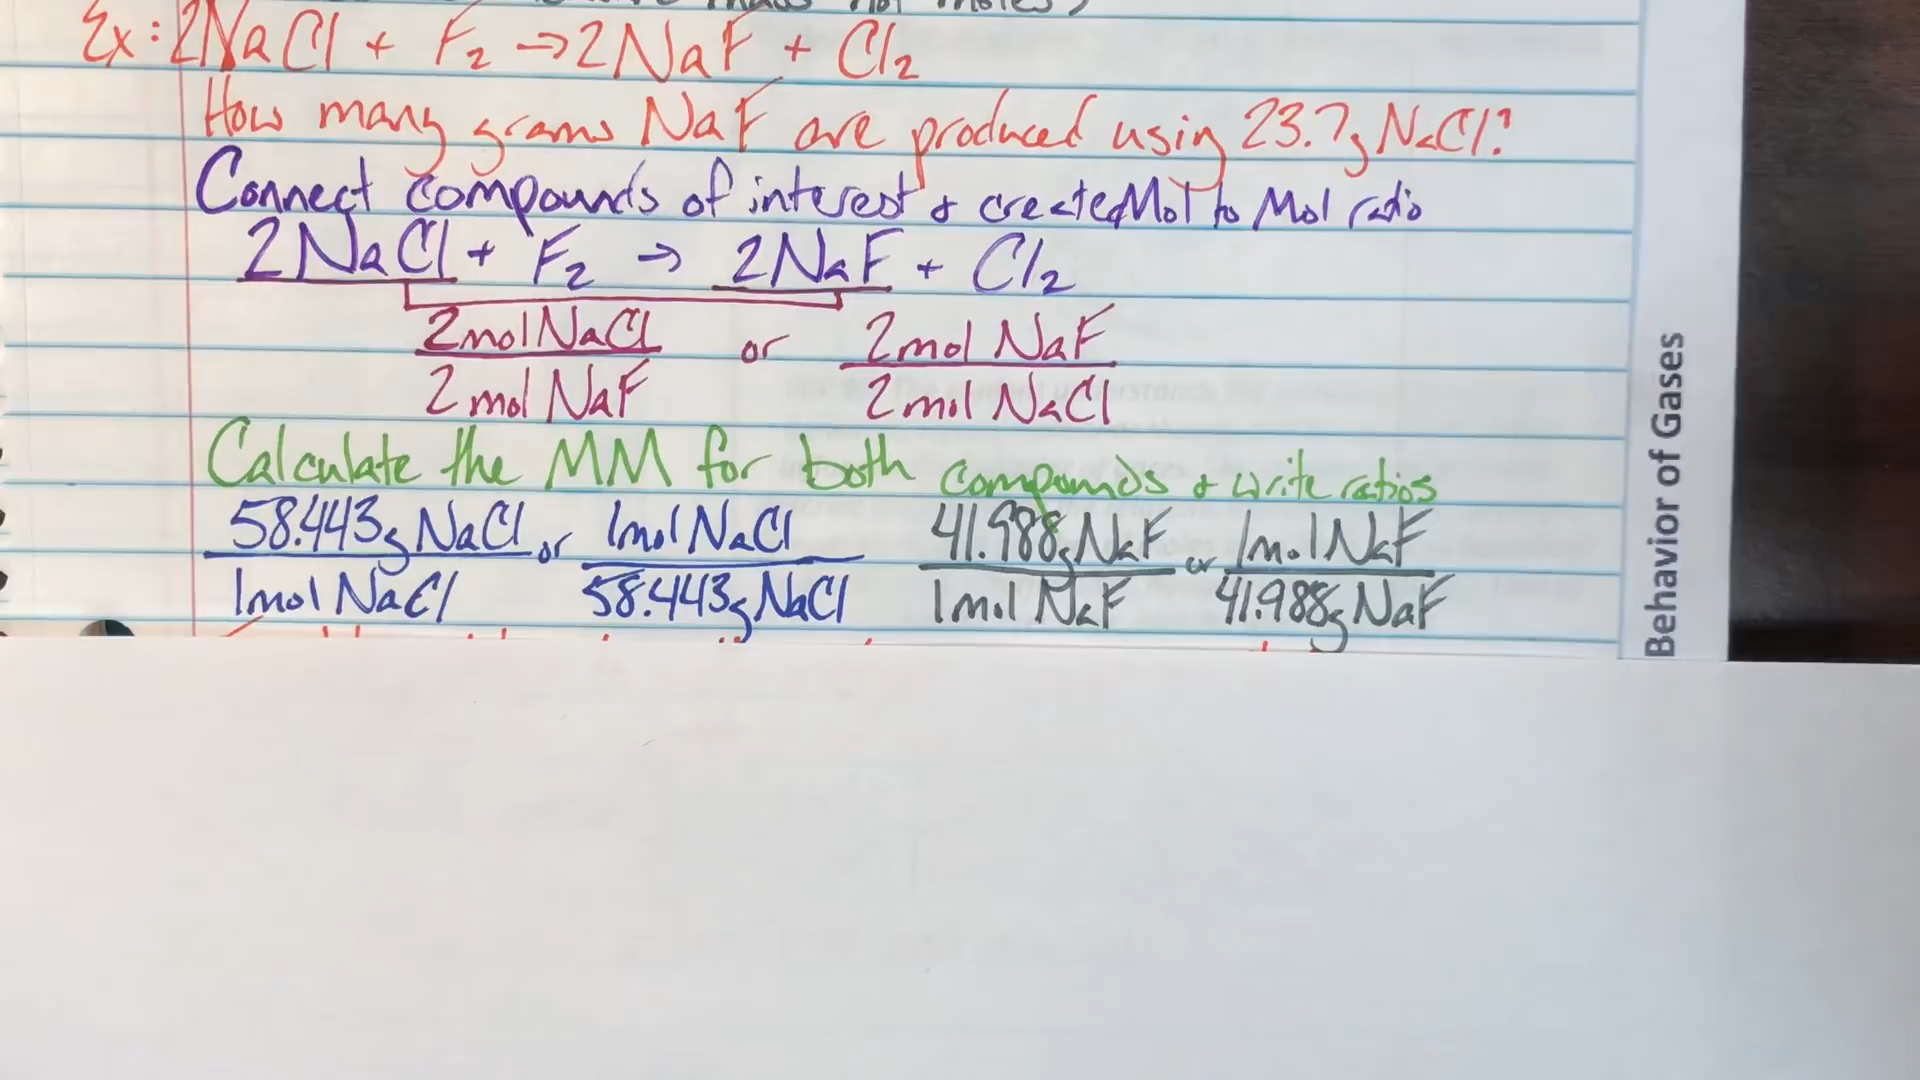 Ex: 2NaCl + F2 → 2NaF + Cl2
How many grams NaF are produced using 23.7g NaCl?
Connect compounds of interest & create Mol to Mol ratio
2NaCl + F2 → 2NaF + Cl2
2mol NaCl or 2mol NaF
2mol NaF 2mol NaCl
Calculate the MM for both compounds & write ratios
58.443g NaCl or 1mol NaCl 41.988g NaF or 1mol NaF
1mol NaCl 58.443g NaCl 1mol NaF 41.988g NaF
Behavior of Gases